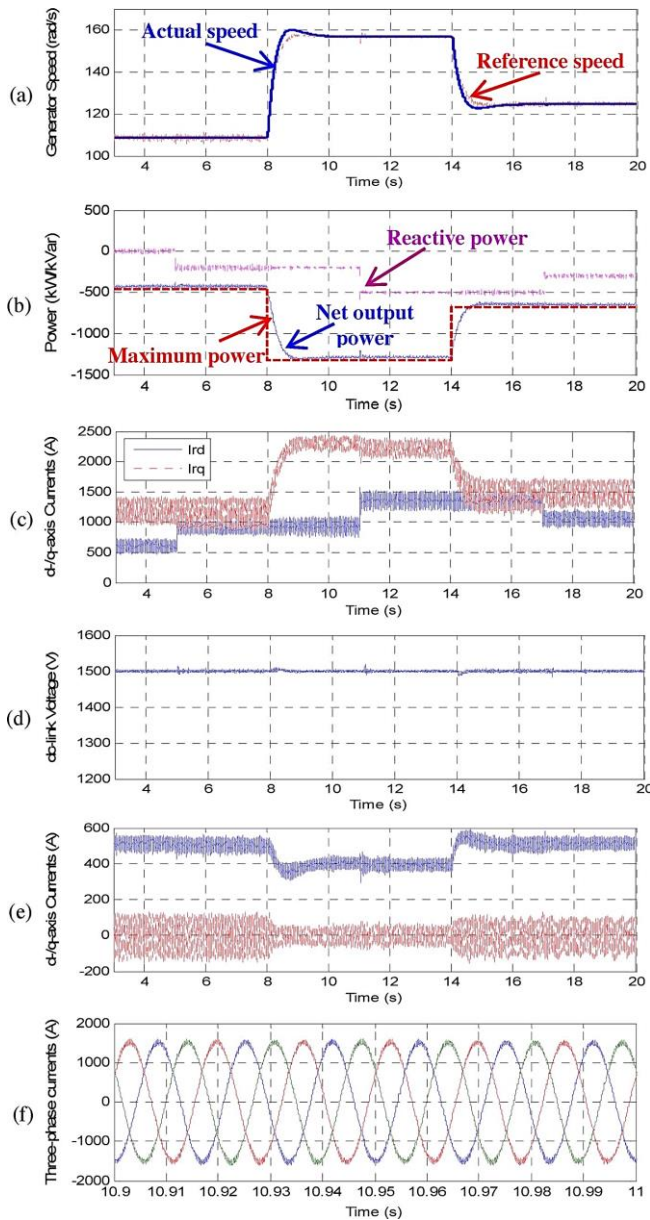 (a)
Generator Speed (rad/s)
160
140
120
100
Actual speed
Reference speed
4 6 8 10 12 14 16 18 20
Time (s)
(b)
Power (kW/kVar)
500
0
-500
-1000
-1500
Reactive power
Net output
power
Maximum power
4 6 8 10 12 14 16 18 20
Time (s)
(c)
d-/q-axis Currents (A)
2500
2000
1500
1000
500
0
Ird
Irq
4 6 8 10 12 14 16 18 20
Time (s)
(d)
dc-link Voltage (V)
1600
1500
1400
1300
1200
4 6 8 10 12 14 16 18 20
Time (s)
(e)
d-/q-axis Currents (A)
600
400
200
0
-200
4 6 8 10 12 14 16 18 20
Time (s)
(f)
Three-phase currents (A)
2000
1000
0
-1000
-2000
10.9 10.91 10.92 10.93 10.94 10.95 10.96 10.97 10.98 10.99 11
Time (s)